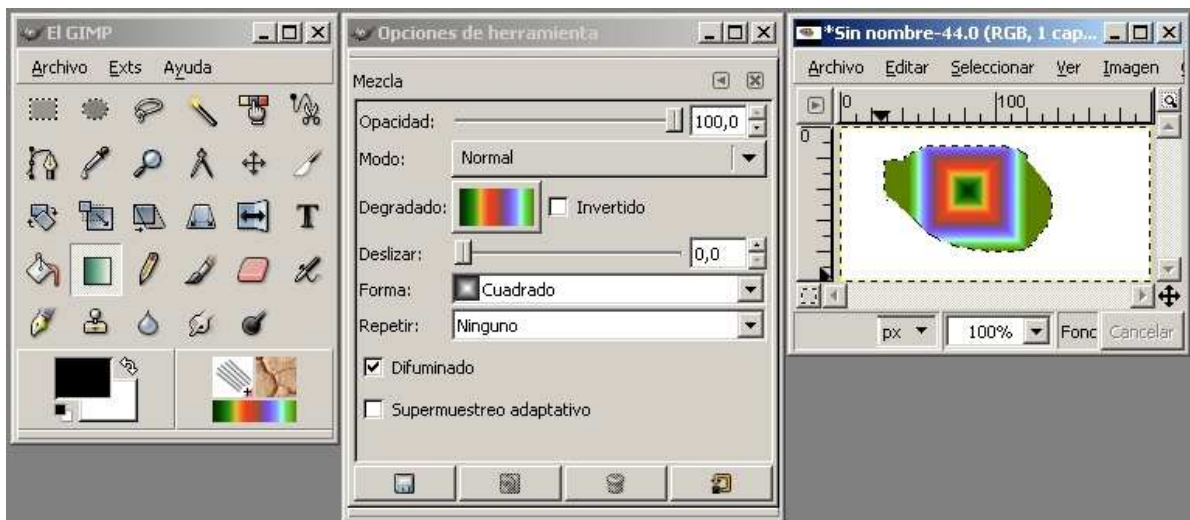 El GIMP
Archivo Exts Ayuda
Opciones de herramienta
Mezcla
Opacidad: 100,0
Modo: Normal
Degradado: Invertido
Deslizar: 0,0
Forma: Cuadrado
Repetir: Ninguno
Difuminado
Supermuestreo adaptativo
*Sin nombre-44.0 (RGB, 1 cap...
Archivo Editar Seleccionar Ver Imagen
0 100
0
px 100% Fonc Cancelar